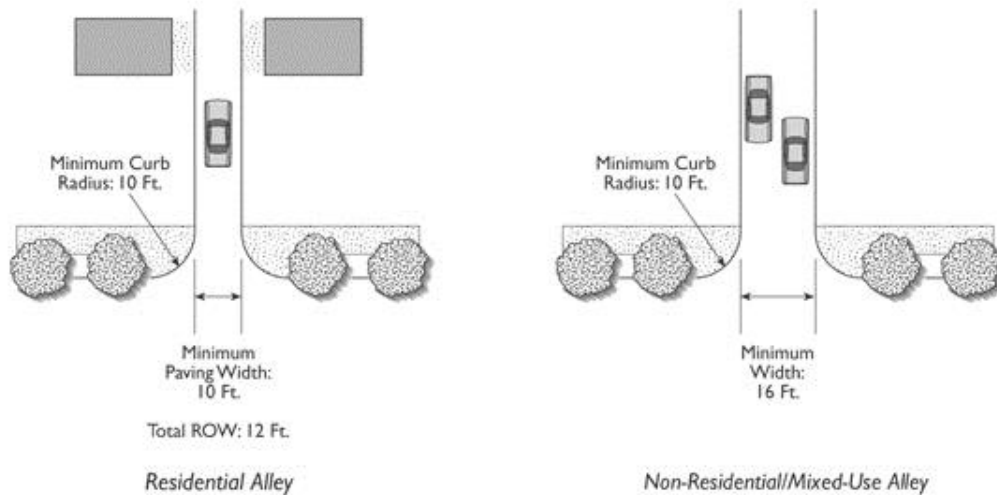 Minimum Curb
Radius: 10 Ft.
Minimum
Paving Width:
10 Ft.
Total ROW: 12 Ft.
Residential Alley
Minimum Curb
Radius: 10 Ft.
Minimum
Width:
16 Ft.
Non-Residential/Mixed-Use Alley